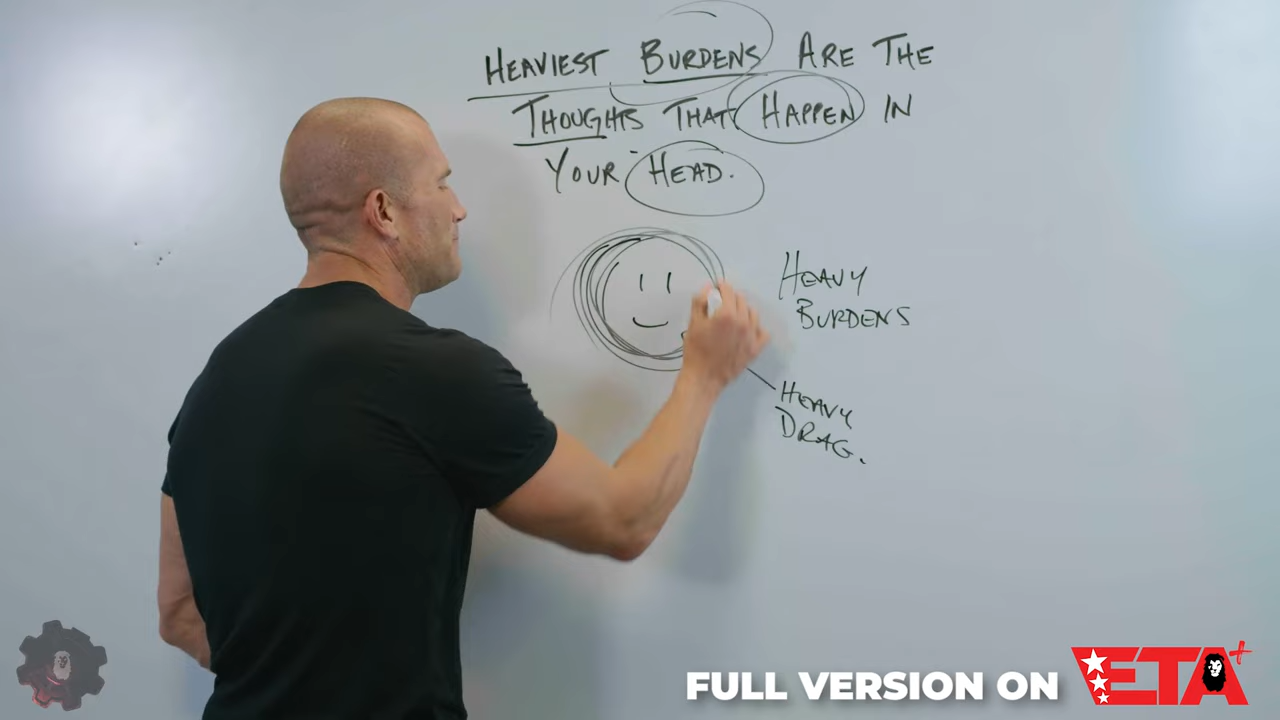 HEAVIEST BURDENS ARE THE
THOUGHTS THAT HAPPEN IN
YOUR HEAD.
HEAVY
BURDENS
HEAVY
DRAG.
FULL VERSION ON ETA+